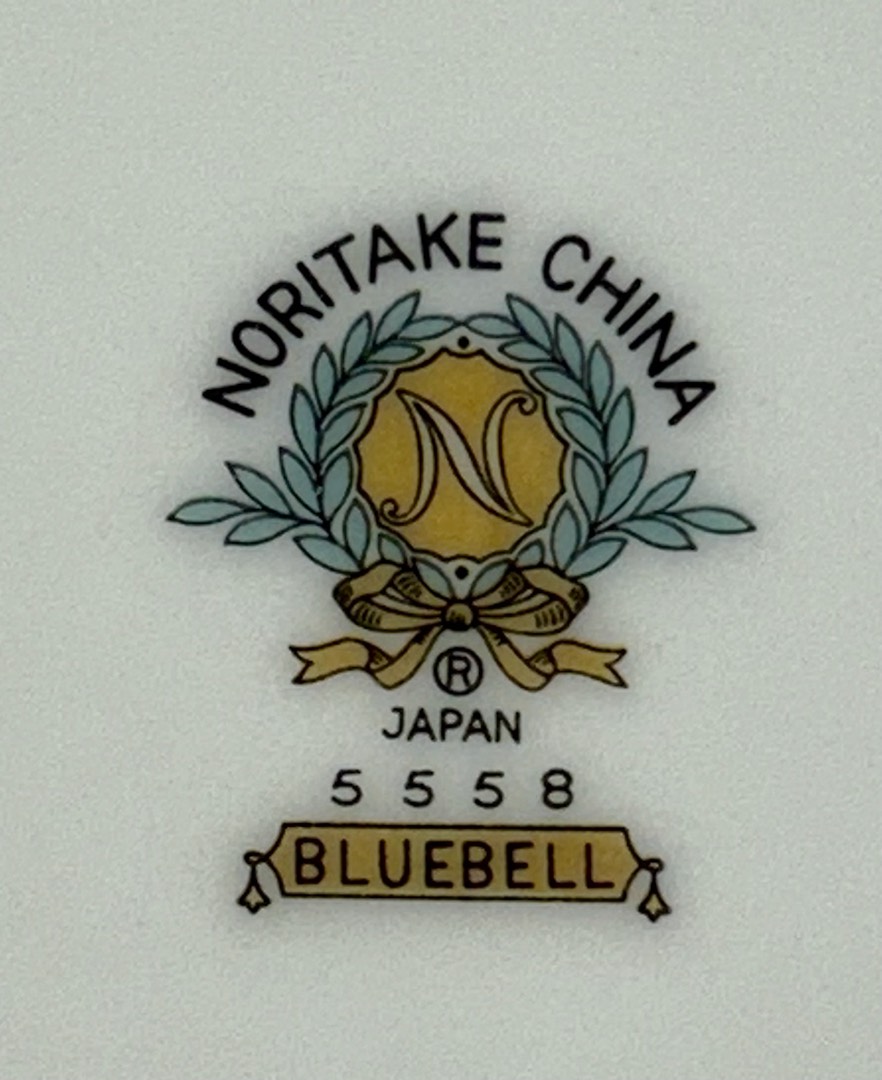 NORITAKE CHINA
N
®
JAPAN
5558
BLUEBELL